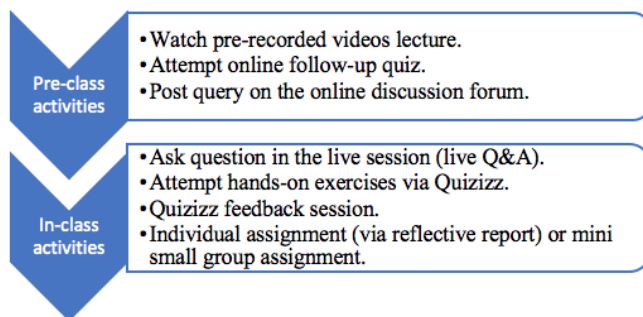 Pre-class
activities
•Watch pre-recorded videos lecture.
•Attempt online follow-up quiz.
•Post query on the online discussion forum.
In-class
activities
•Ask question in the live session (live Q&A).
•Attempt hands-on exercises via Quizizz.
•Quizizz feedback session.
•Individual assignment (via reflective report) or mini
small group assignment.